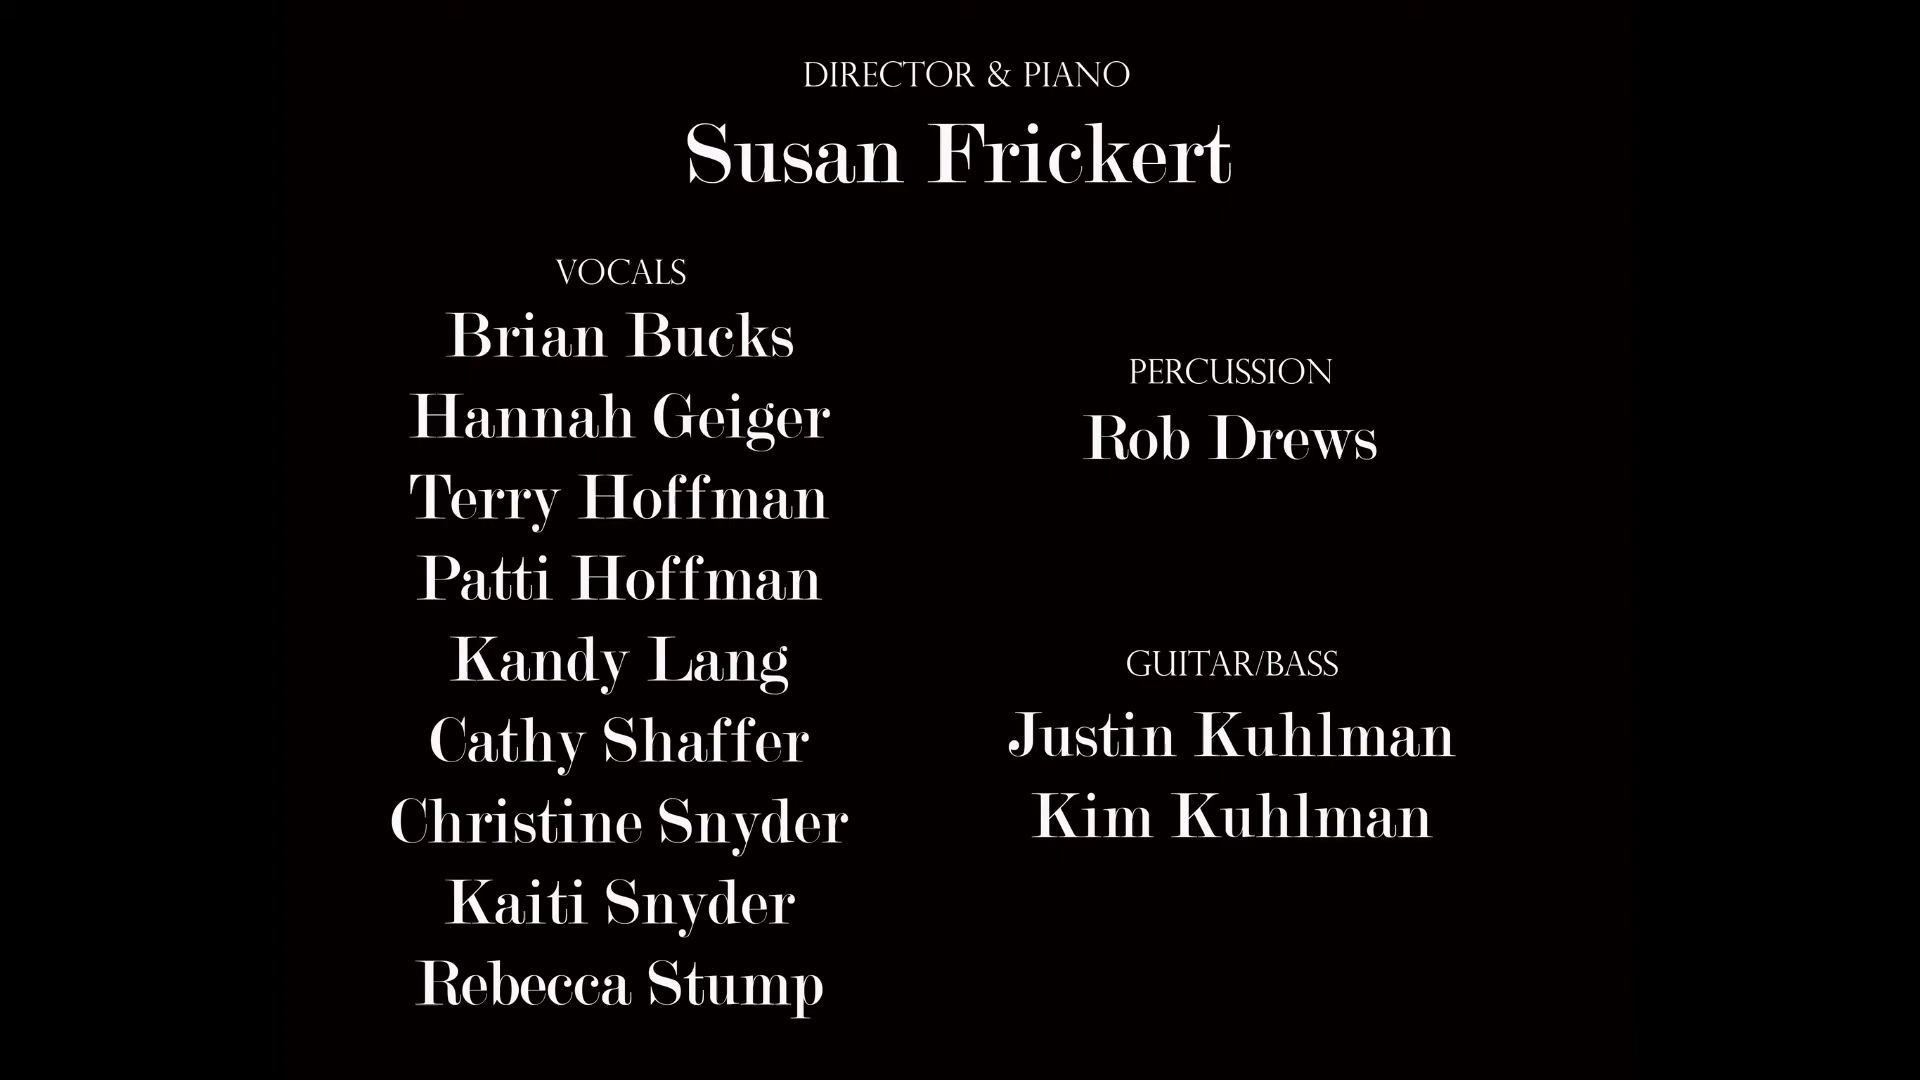 DIRECTOR & PIANO
Susan Frickert
VOCALS
Brian Bucks
Hannah Geiger
Terry Hoffman
Patti Hoffman
Kandy Lang
Cathy Shaffer
Christine Snyder
Kaiti Snyder
Rebecca Stump
PERCUSSION
Rob Drews
GUITAR/BASS
Justin Kuhlman
Kim Kuhlman